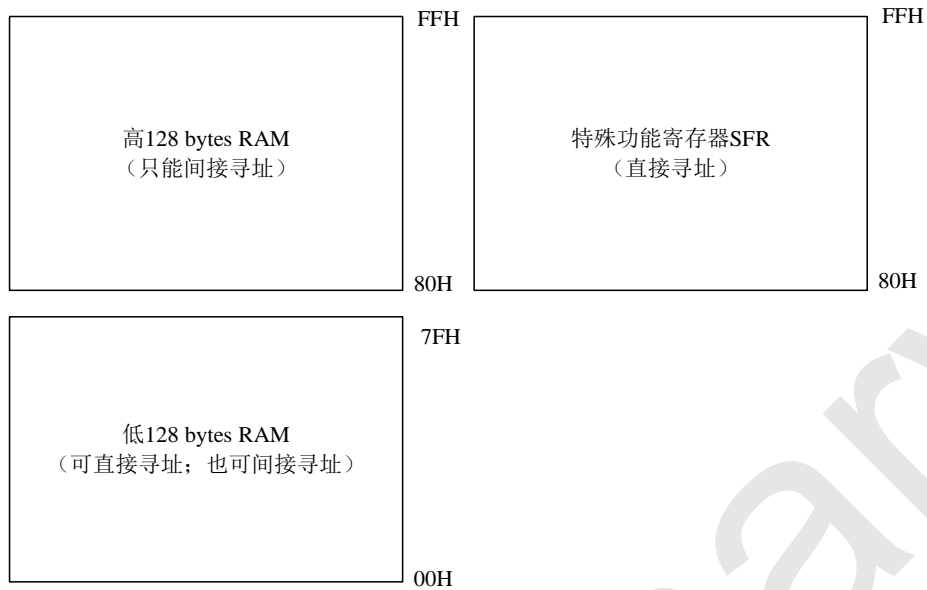 FFH
高128 bytes RAM
（只能间接寻址）
80H
FFH
特殊功能寄存器SFR
（直接寻址）
80H
7FH
低128 bytes RAM
（可直接寻址；也可间接寻址）
00H